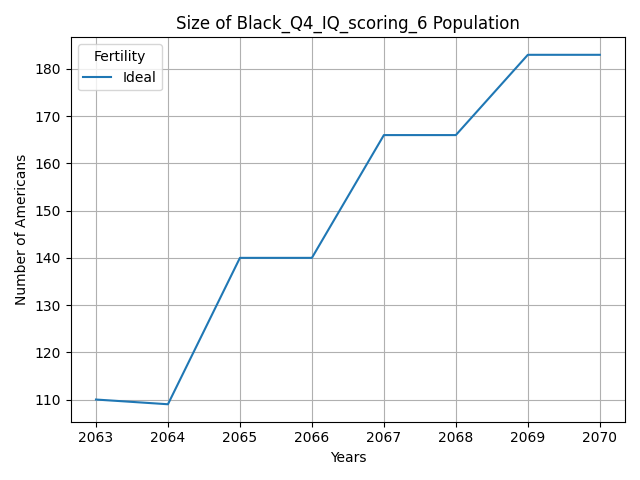 Size of Black_Q4_IQ_scoring_6 Population
Fertility
Ideal
Number of Americans
180
170
160
150
140
130
120
110
2063 2064 2065 2066 2067 2068 2069 2070
Years